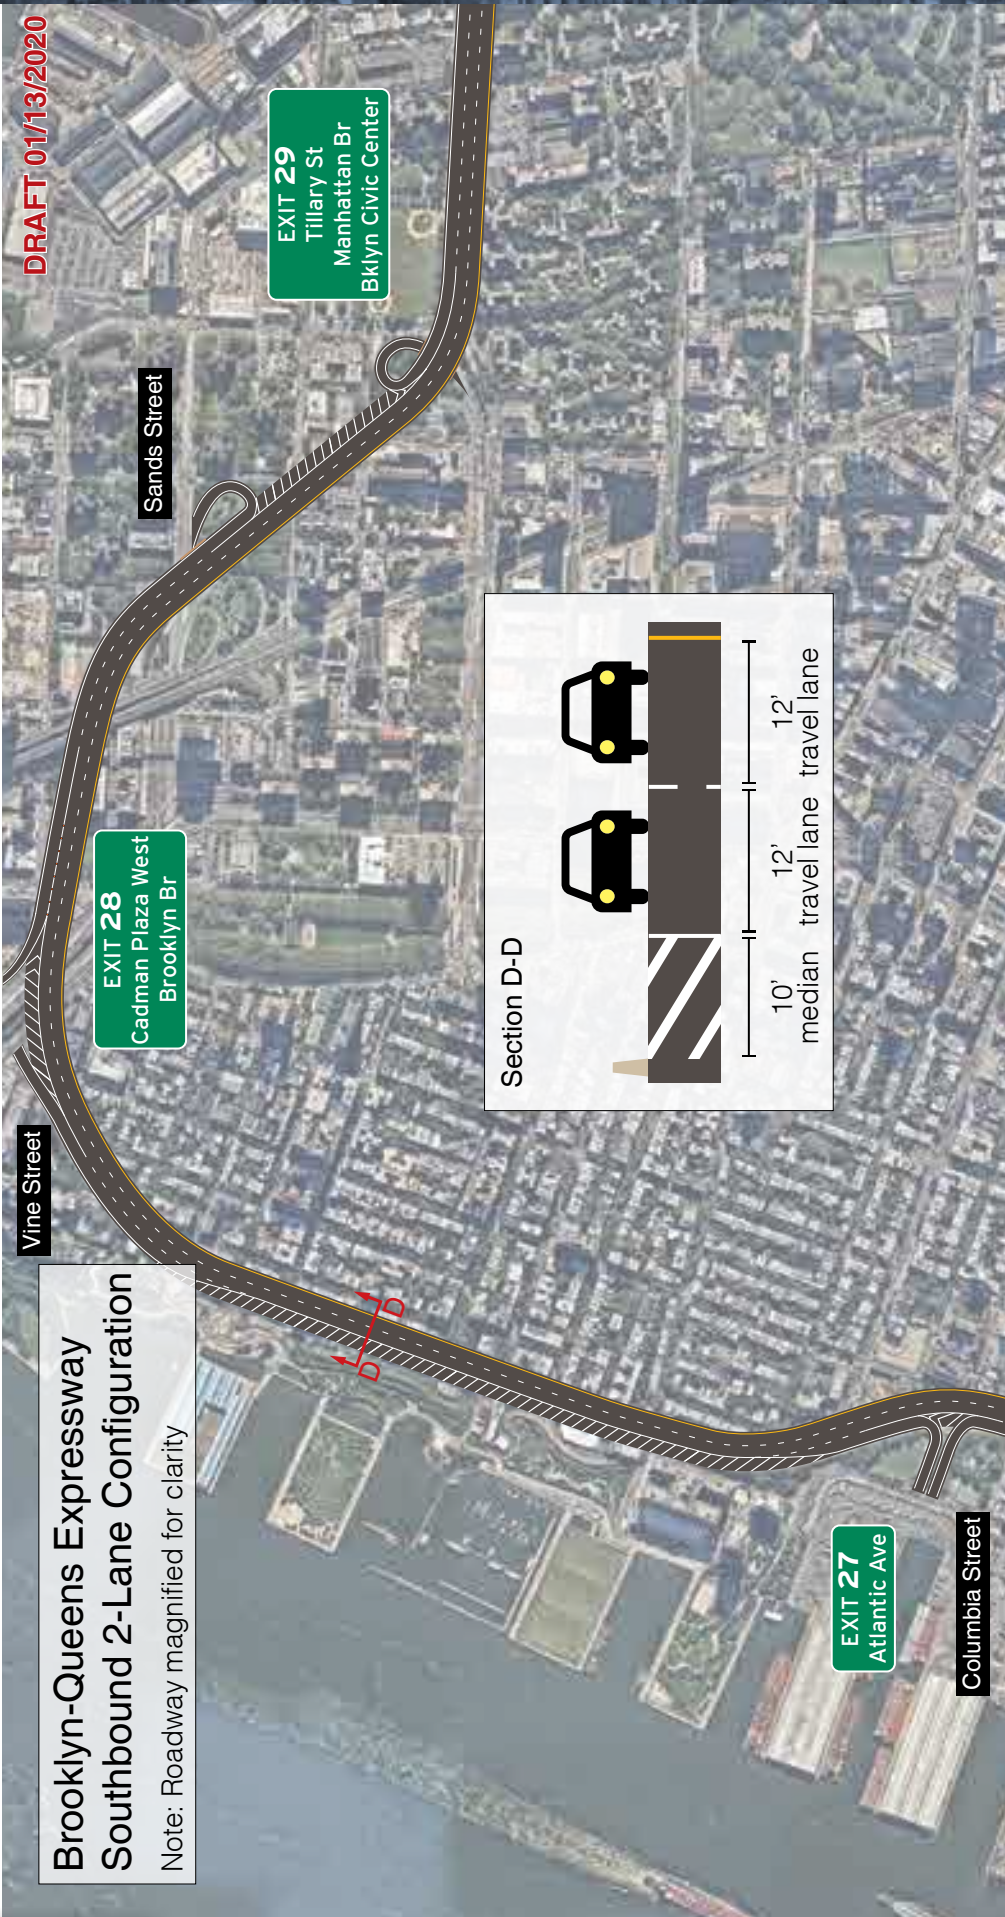 Brooklyn-Queens Expressway
Southbound 2-Lane Configuration
Note: Roadway magnified for clarity
DRAFT 01/13/2020
Vine Street
EXIT 28
Cadman Plaza West
Brooklyn Br
Sands Street
EXIT 29
Tillary St
Manhattan Br
Bklyn Civic Center
D
D
Section D-D
10'
median
12'
travel lane
12'
travel lane
EXIT 27
Atlantic Ave
Columbia Street